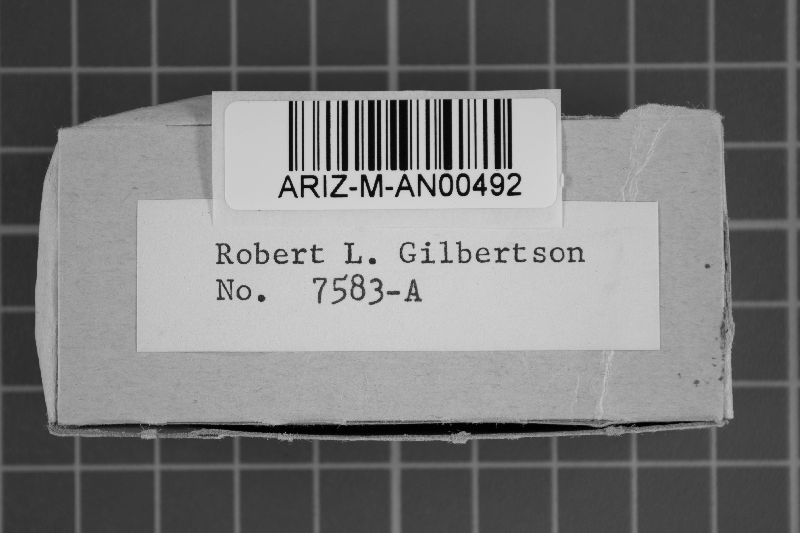 ARIZ-M-AN00492
Robert L. Gilbertson
No. 7583-A